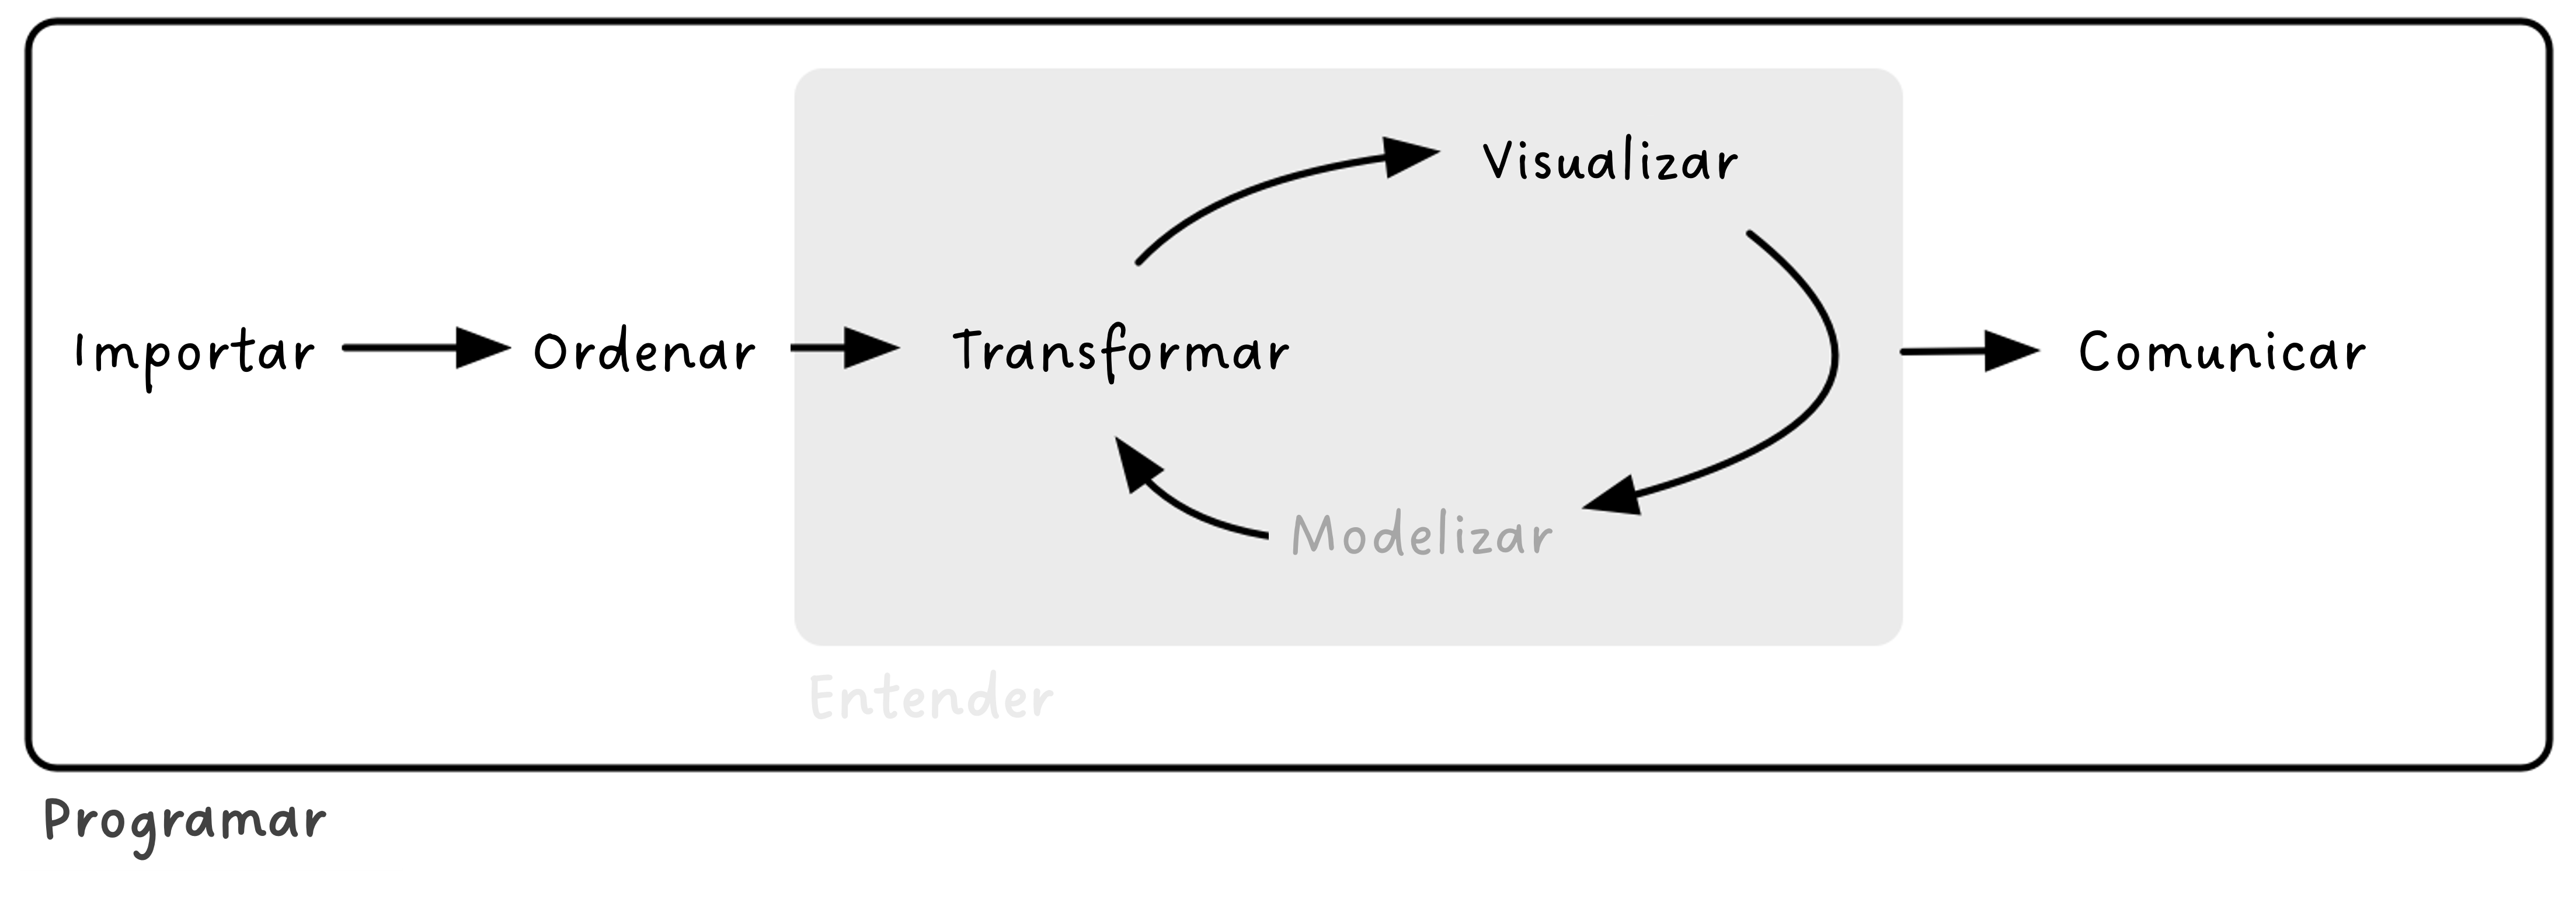 Visualizar
Importar
Ordenar
Transformar
Comunicar
Modelizar
Entender
Programar